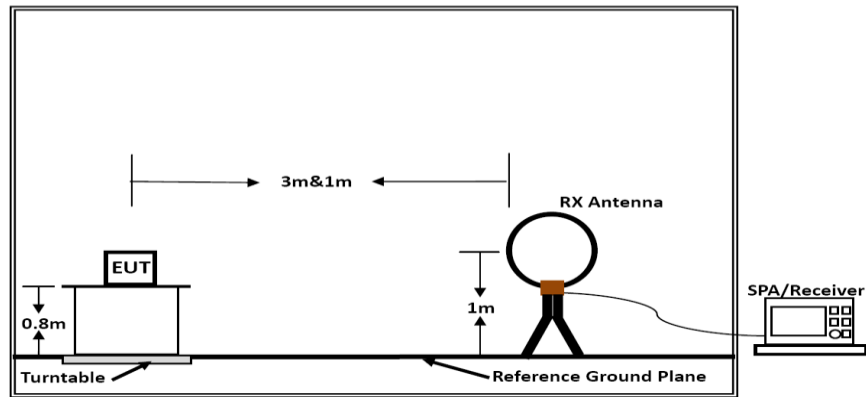 3m&1m
RX Antenna
EUT
SPA/Receiver
0.8m
1m
Turntable
Reference Ground Plane